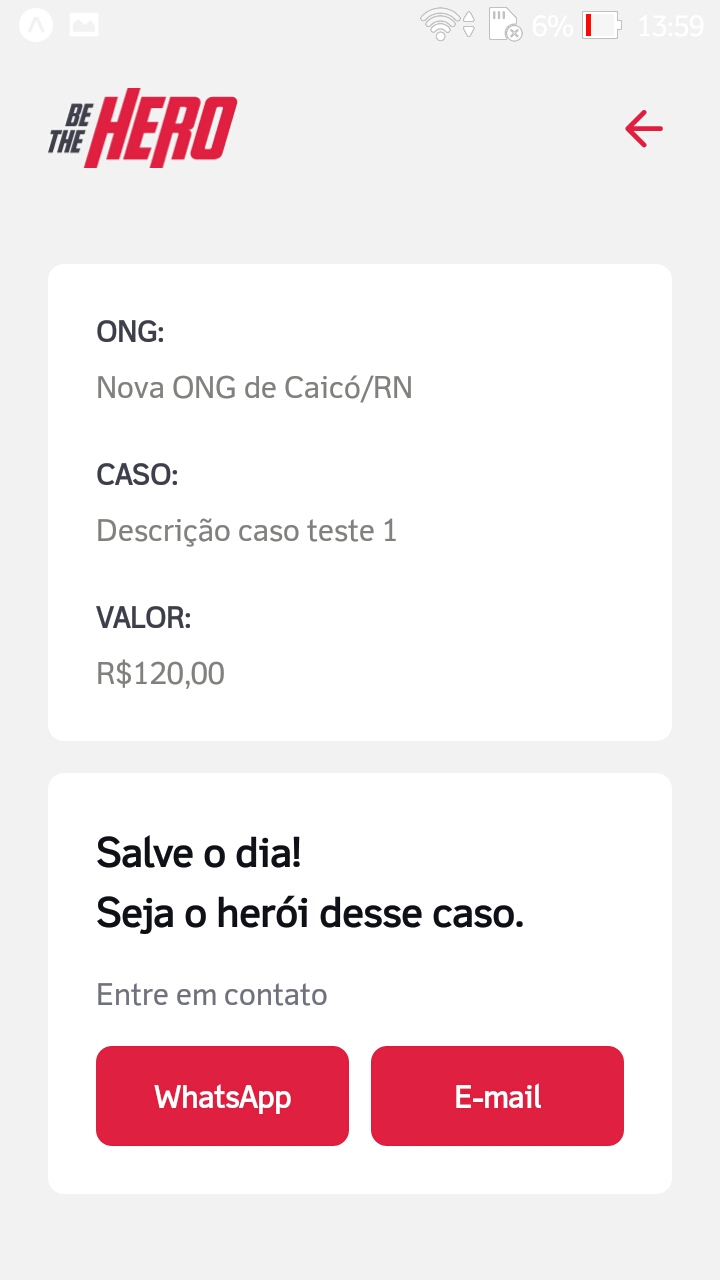 6% 13:59
BE
THE HERO
ONG:
Nova ONG de Caicó/RN
CASO:
Descrição caso teste 1
VALOR:
R$120,00
Salve o dia!
Seja o herói desse caso.
Entre em contato
WhatsApp E-mail